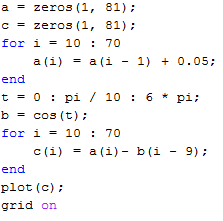 a = zeros(1, 81);
c = zeros(1, 81);
for i = 10 : 70
    a(i) = a(i - 1) + 0.05;
end
t = 0 : pi / 10 : 6 * pi;
b = cos(t);
for i = 10 : 70
    c(i) = a(i)- b(i - 9);
end
plot(c);
grid on